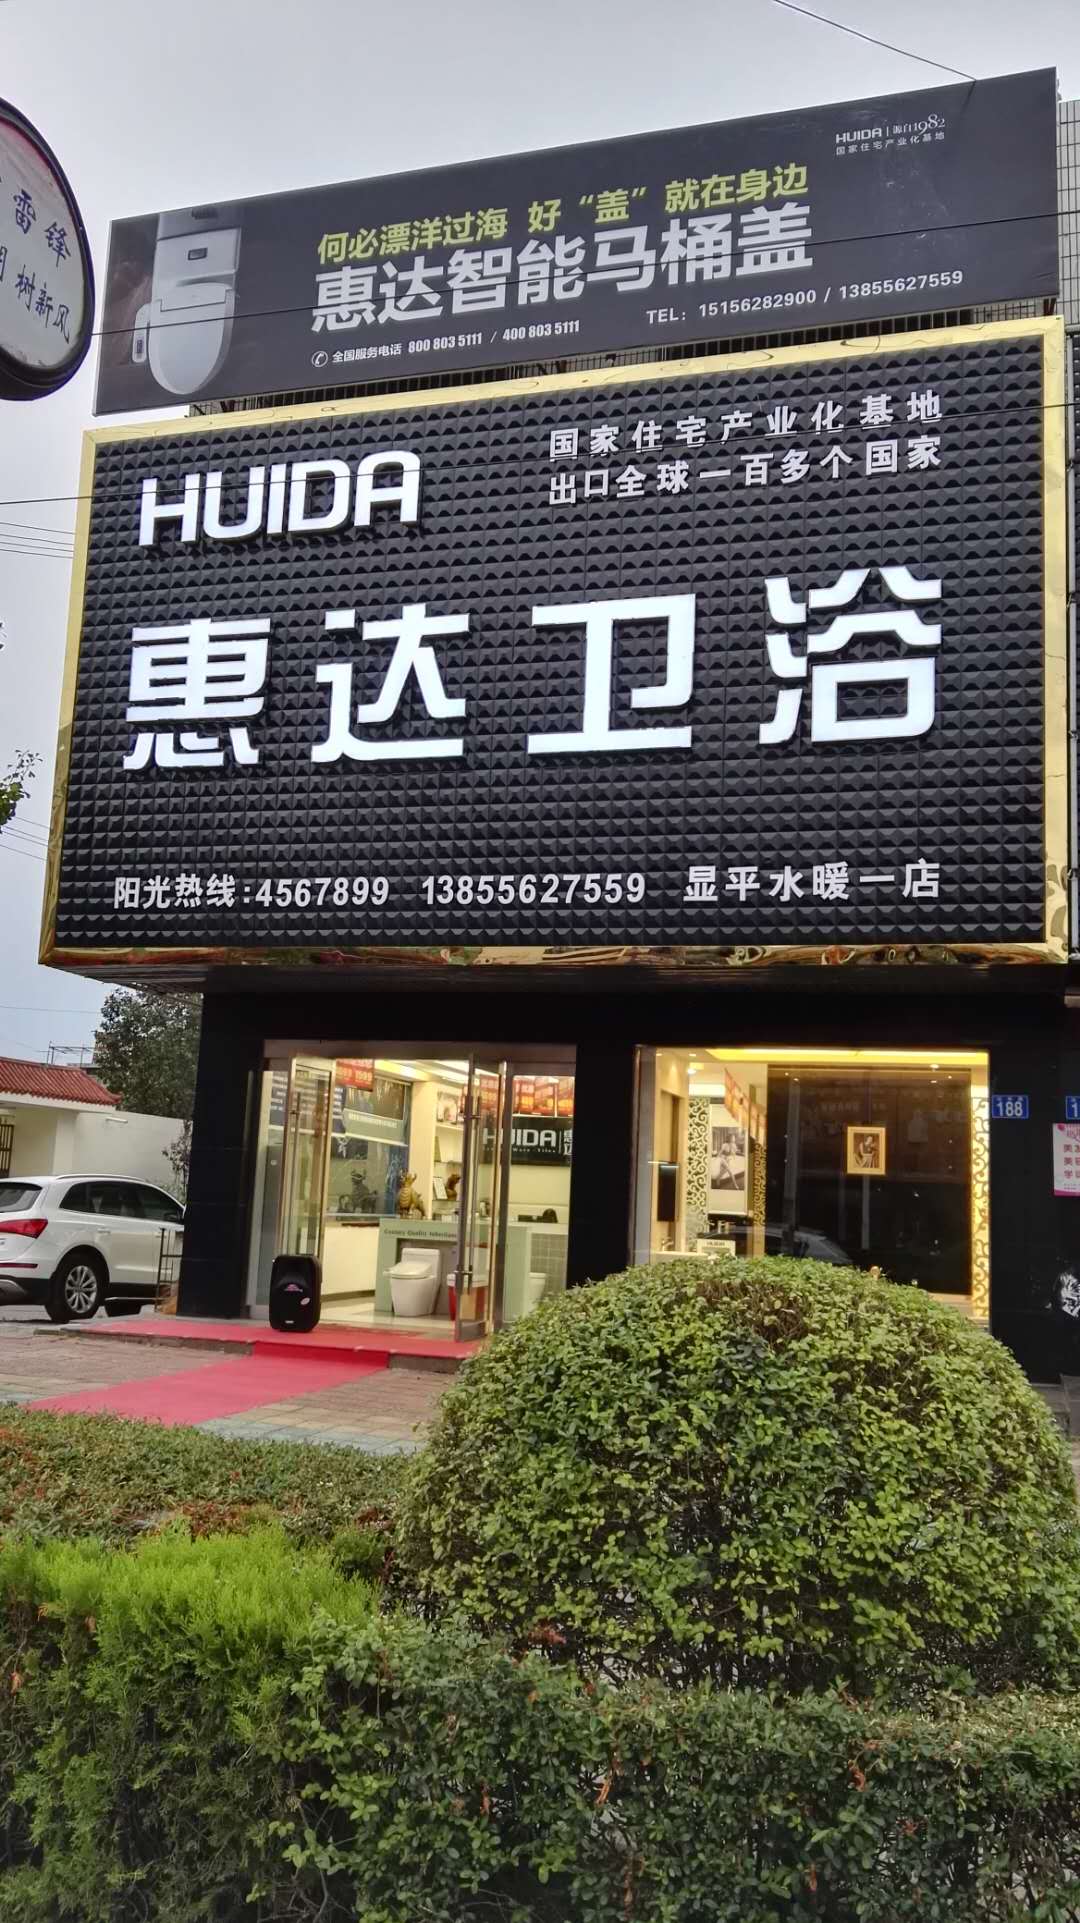 HUIDA | 源自1982
国家住宅产业化基地
何必漂洋过海 好“盖”就在身边
惠达智能马桶盖
全国服务电话 800 803 5111 / 400 803 5111
TEL: 15156282900 / 13855627559
雷锋
树新风
HUIDA
国家住宅产业化基地
出口全球一百多个国家
惠达卫浴
阳光热线:4567899 13855627559 显平水暖一店
188
HUIDA